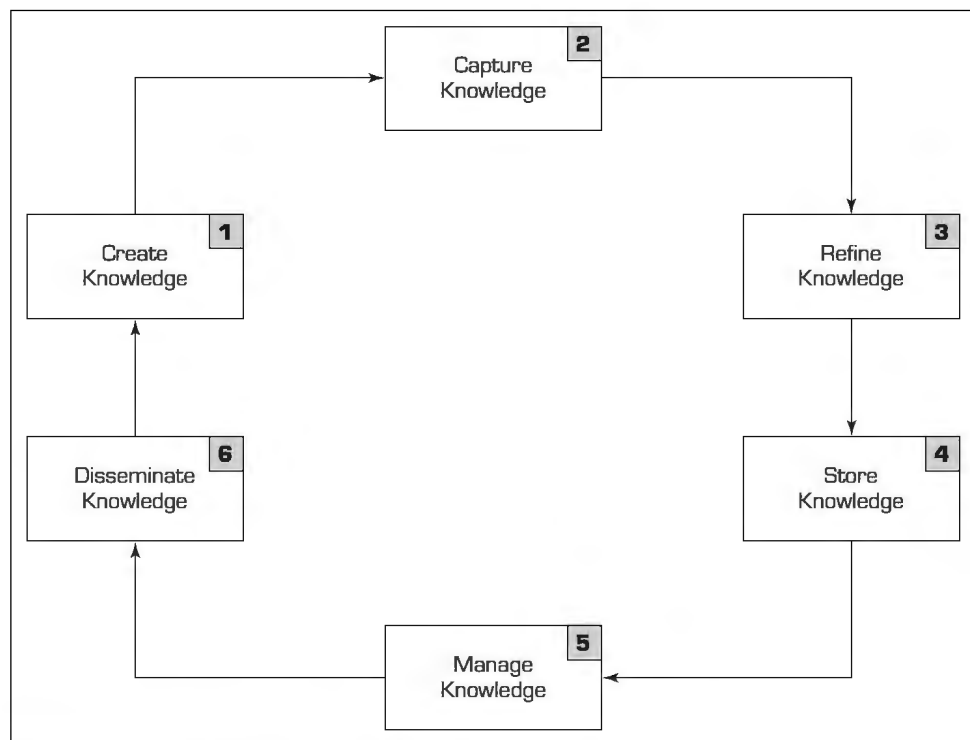 1
Create
Knowledge
2
Capture
Knowledge
3
Refine
Knowledge
4
Store
Knowledge
5
Manage
Knowledge
6
Disseminate
Knowledge